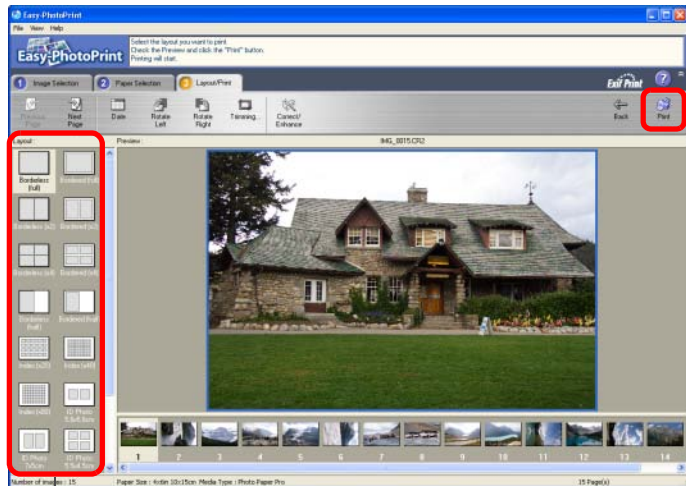 Easy-PhotoPrint
File View Help
Easy-PhotoPrint
Select the layout you want to print.
Check the Preview and click the "Print" button.
Printing will start.
1 Image Selection
2 Paper Selection
3 Layout/Print
Exif Print
?
Previous Page
Next Page
Date
Rotate Left
Rotate Right
Trimming...
Correct/ Enhance
Back
Print
Layout :
Preview :
IMG_0015.CR2
Borderless (full)
Bordered (full)
Borderless (x2)
Bordered (x2)
Borderless (x4)
Bordered (x4)
Borderless (half)
Bordered (half)
Index (x20)
Index (x40)
Index (x80)
ID Photo
ID Photo
ID Photo
1 2 3 4 5 6 7 8 9 10 11 12 13 14
Number of images : 15
Paper Size : 4x6in 10x15cm Media Type : Photo Paper Pro
15 Page(s)